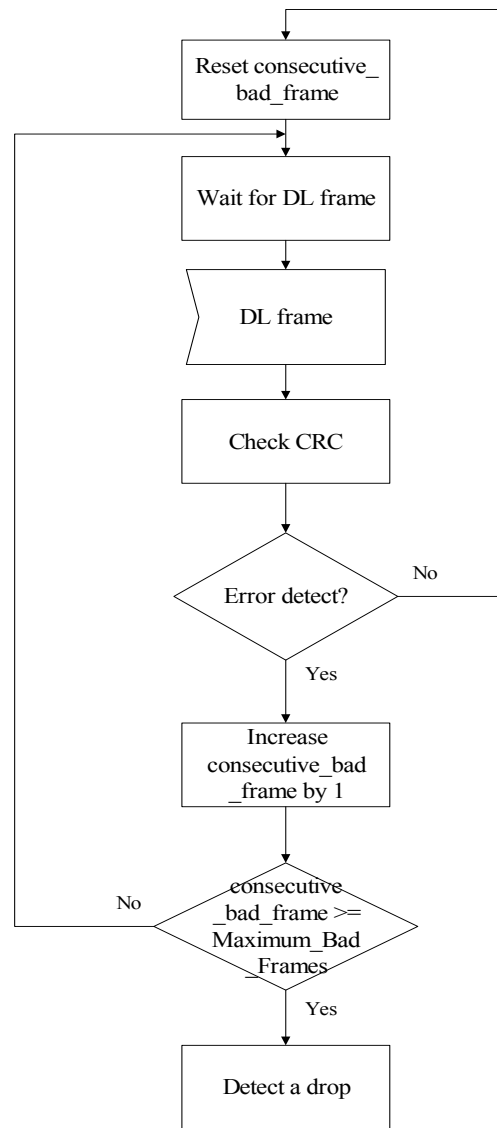 Reset consecutive_
bad_frame
Wait for DL frame
DL frame
Check CRC
Error detect?
No
Yes
Increase
consecutive_bad
_frame by 1
No
consecutive
_bad_frame >=
Maximum_Bad
_Frames
Yes
Detect a drop